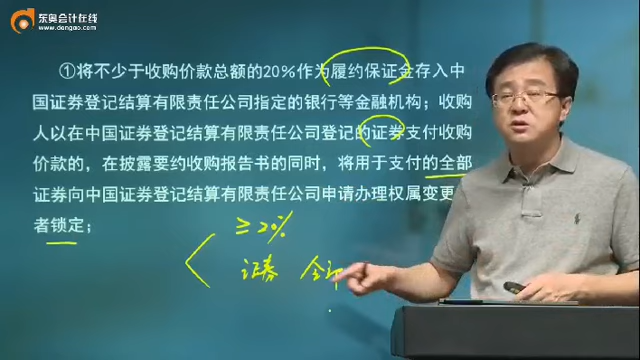 东奥会计在线
www.dongao.com
①将不少于收购价款总额的20%作为履约保证金存入中
国证券登记结算有限责任公司指定的银行等金融机构；收购
人以在中国证券登记结算有限责任公司登记的证券支付收购
价款的，在披露要约收购报告书的同时，将用于支付的全部
证券向中国证券登记结算有限责任公司申请办理权属变更
者锁定；
≥20%
证券 全部